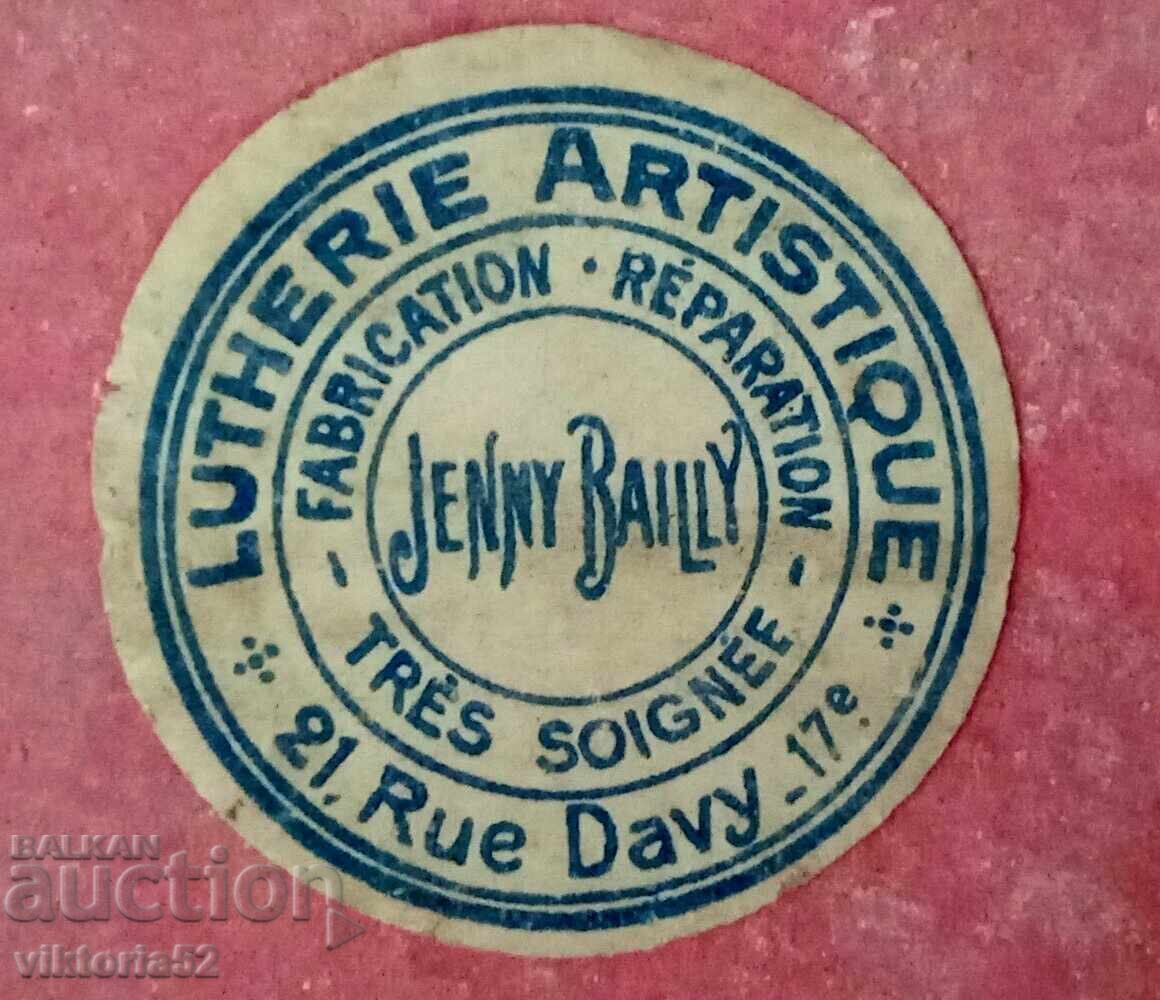 LUTHERIE ARTISTIQUE
FABRICATION · RÉPARATION
JENNY BAILLY
- TRÈS SOIGNÉE -
21, Rue Davy - 17e
BALKAN
auction
viktoria52